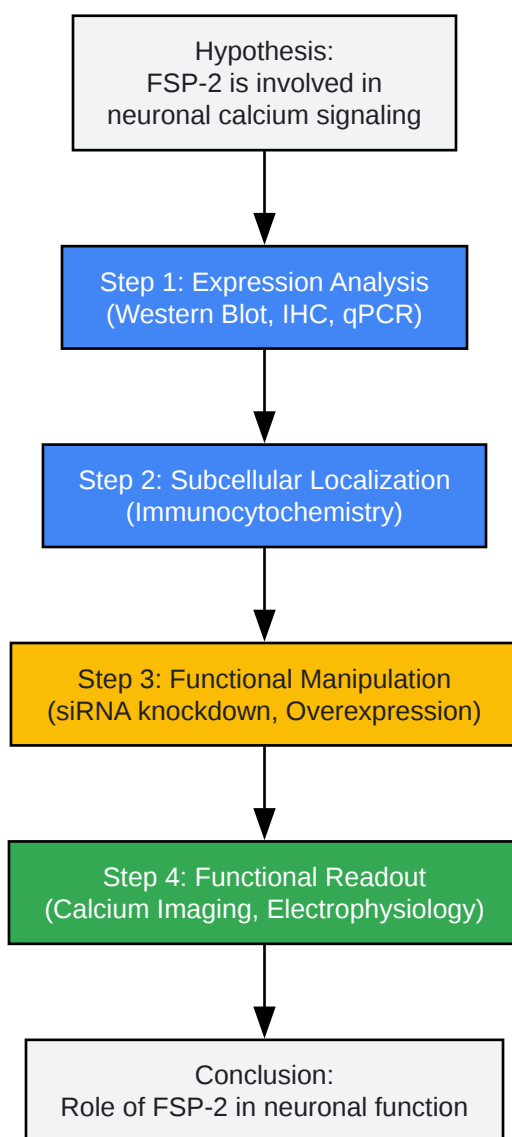 Hypothesis:
FSP-2 is involved in
neuronal calcium signaling
Step 1: Expression Analysis
(Western Blot, IHC, qPCR)
Step 2: Subcellular Localization
(Immunocytochemistry)
Step 3: Functional Manipulation
(siRNA knockdown, Overexpression)
Step 4: Functional Readout
(Calcium Imaging, Electrophysiology)
Conclusion:
Role of FSP-2 in neuronal function